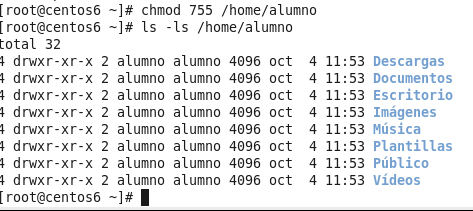 [root@centos6 ~]# chmod 755 /home/alumno
[root@centos6 ~]# ls -ls /home/alumno
total 32
4 drwxr-xr-x 2 alumno alumno 4096 oct  4 11:53 Descargas
4 drwxr-xr-x 2 alumno alumno 4096 oct  4 11:53 Documentos
4 drwxr-xr-x 2 alumno alumno 4096 oct  4 11:53 Escritorio
4 drwxr-xr-x 2 alumno alumno 4096 oct  4 11:53 Imágenes
4 drwxr-xr-x 2 alumno alumno 4096 oct  4 11:53 Música
4 drwxr-xr-x 2 alumno alumno 4096 oct  4 11:53 Plantillas
4 drwxr-xr-x 2 alumno alumno 4096 oct  4 11:53 Público
4 drwxr-xr-x 2 alumno alumno 4096 oct  4 11:53 Vídeos
[root@centos6 ~]#